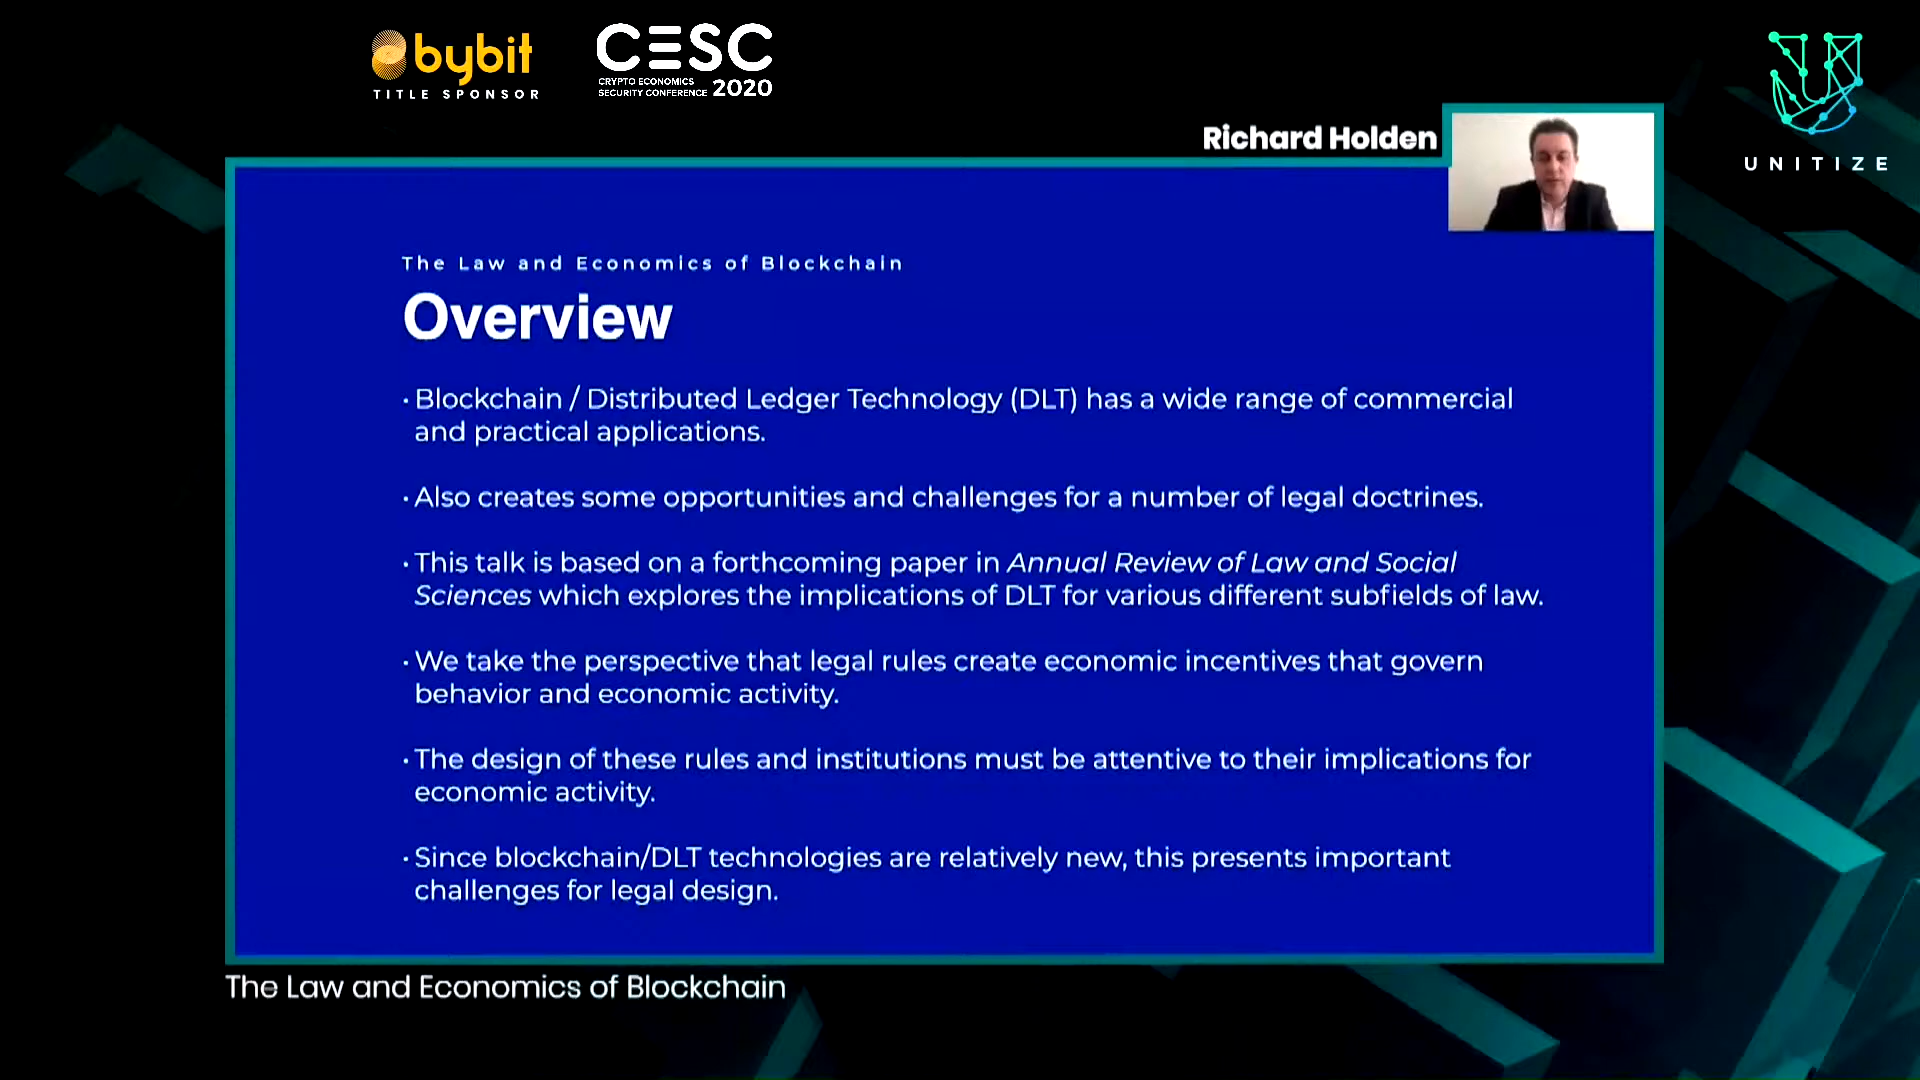 bybit
TITLE SPONSOR
CESC
CRYPTO ECONOMICS
SECURITY CONFERENCE 2020
UNITIZE
Richard Holden
The Law and Economics of Blockchain
Overview
· Blockchain / Distributed Ledger Technology (DLT) has a wide range of commercial
and practical applications.
· Also creates some opportunities and challenges for a number of legal doctrines.
· This talk is based on a forthcoming paper in Annual Review of Law and Social
Sciences which explores the implications of DLT for various different subfields of law.
· We take the perspective that legal rules create economic incentives that govern
behavior and economic activity.
· The design of these rules and institutions must be attentive to their implications for
economic activity.
· Since blockchain/DLT technologies are relatively new, this presents important
challenges for legal design.
The Law and Economics of Blockchain